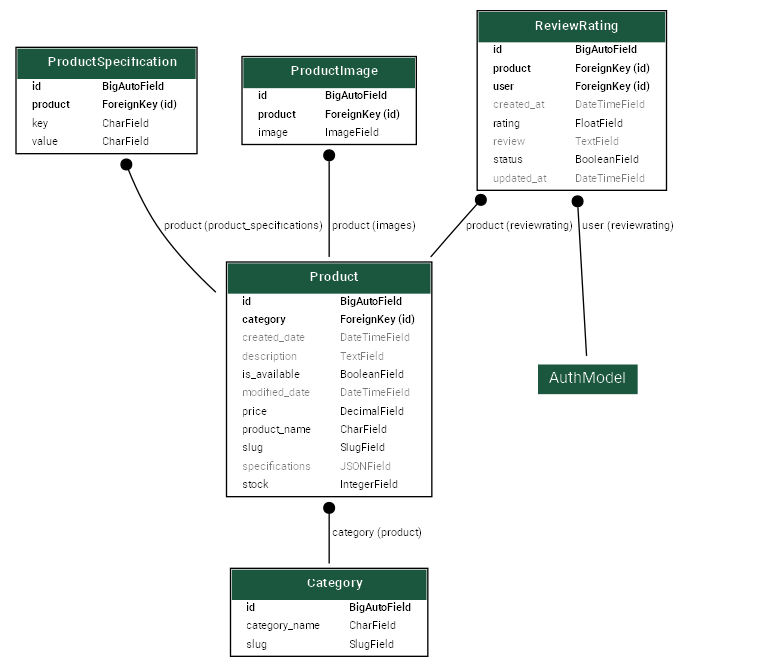 ProductSpecification
id BigAutoField
product ForeignKey (id)
key CharField
value CharField
ProductImage
id BigAutoField
product ForeignKey (id)
image ImageField
ReviewRating
id BigAutoField
product ForeignKey (id)
user ForeignKey (id)
created_at DateTimeField
rating FloatField
review TextField
status BooleanField
updated_at DateTimeField
product (product_specifications)
product (images)
product (reviewrating)
user (reviewrating)
Product
id BigAutoField
category ForeignKey (id)
created_date DateTimeField
description TextField
is_available BooleanField
modified_date DateTimeField
price DecimalField
product_name CharField
slug SlugField
specifications JSONField
stock IntegerField
AuthModel
category (product)
Category
id BigAutoField
category_name CharField
slug SlugField